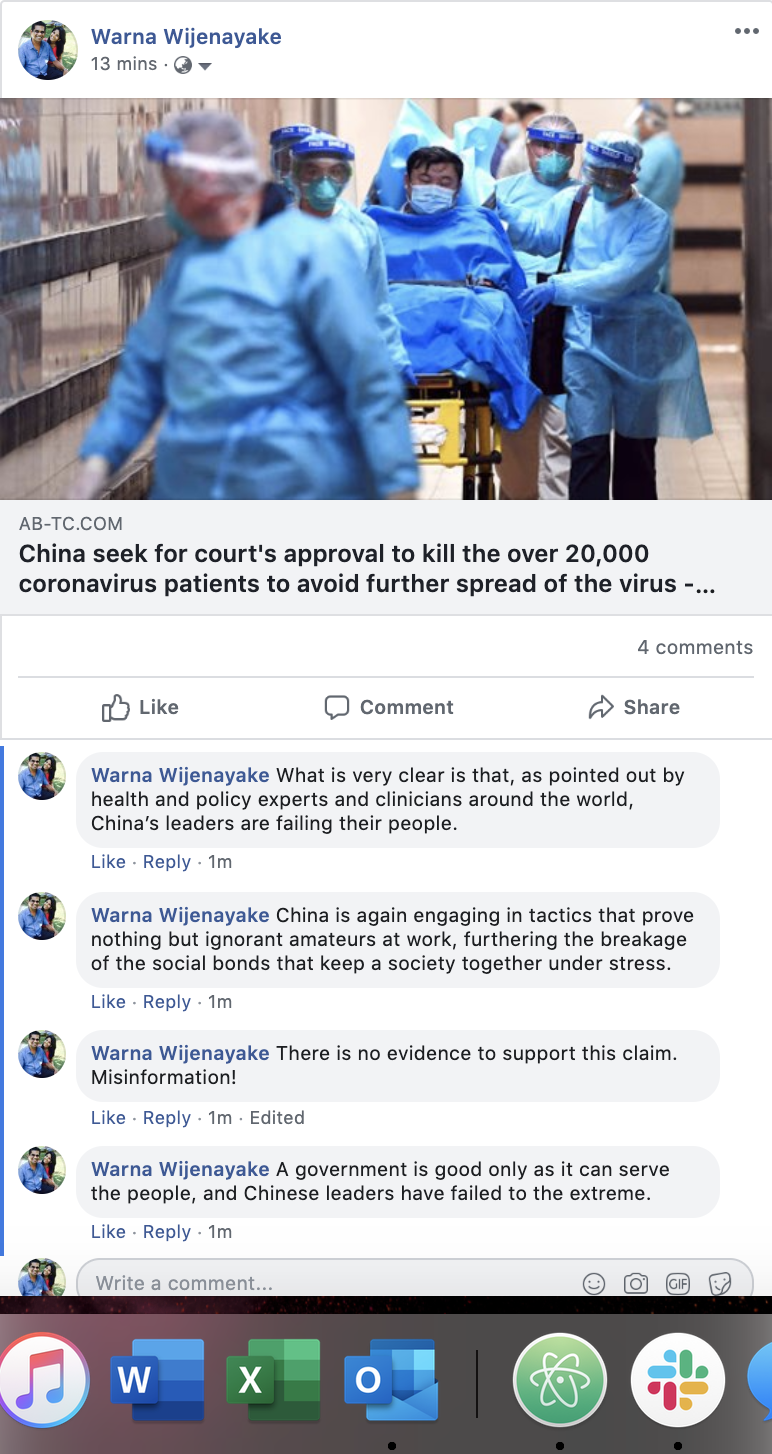 Warna Wijenayake
13 mins ·
FACE SHIELD
FACE SHIELD
FACE SHIELD
AB-TC.COM
China seek for court's approval to kill the over 20,000
coronavirus patients to avoid further spread of the virus -...
4 comments
Like Comment Share
Warna Wijenayake What is very clear is that, as pointed out by
health and policy experts and clinicians around the world,
China’s leaders are failing their people.
Like · Reply · 1m
Warna Wijenayake China is again engaging in tactics that prove
nothing but ignorant amateurs at work, furthering the breakage
of the social bonds that keep a society together under stress.
Like · Reply · 1m
Warna Wijenayake There is no evidence to support this claim.
Misinformation!
Like · Reply · 1m · Edited
Warna Wijenayake A government is good only as it can serve
the people, and Chinese leaders have failed to the extreme.
Like · Reply · 1m
Write a comment...
GIF
W X O